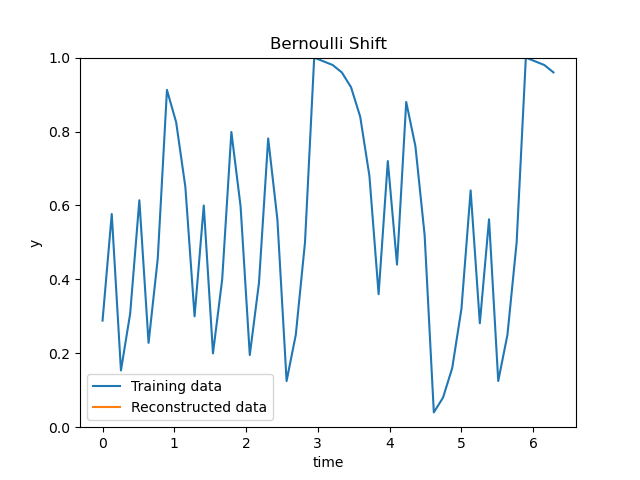 Bernoulli Shift
1.0
0.8
0.6
0.4
0.2
0.0
y
Training data
Reconstructed data
0 1 2 3 4 5 6
time